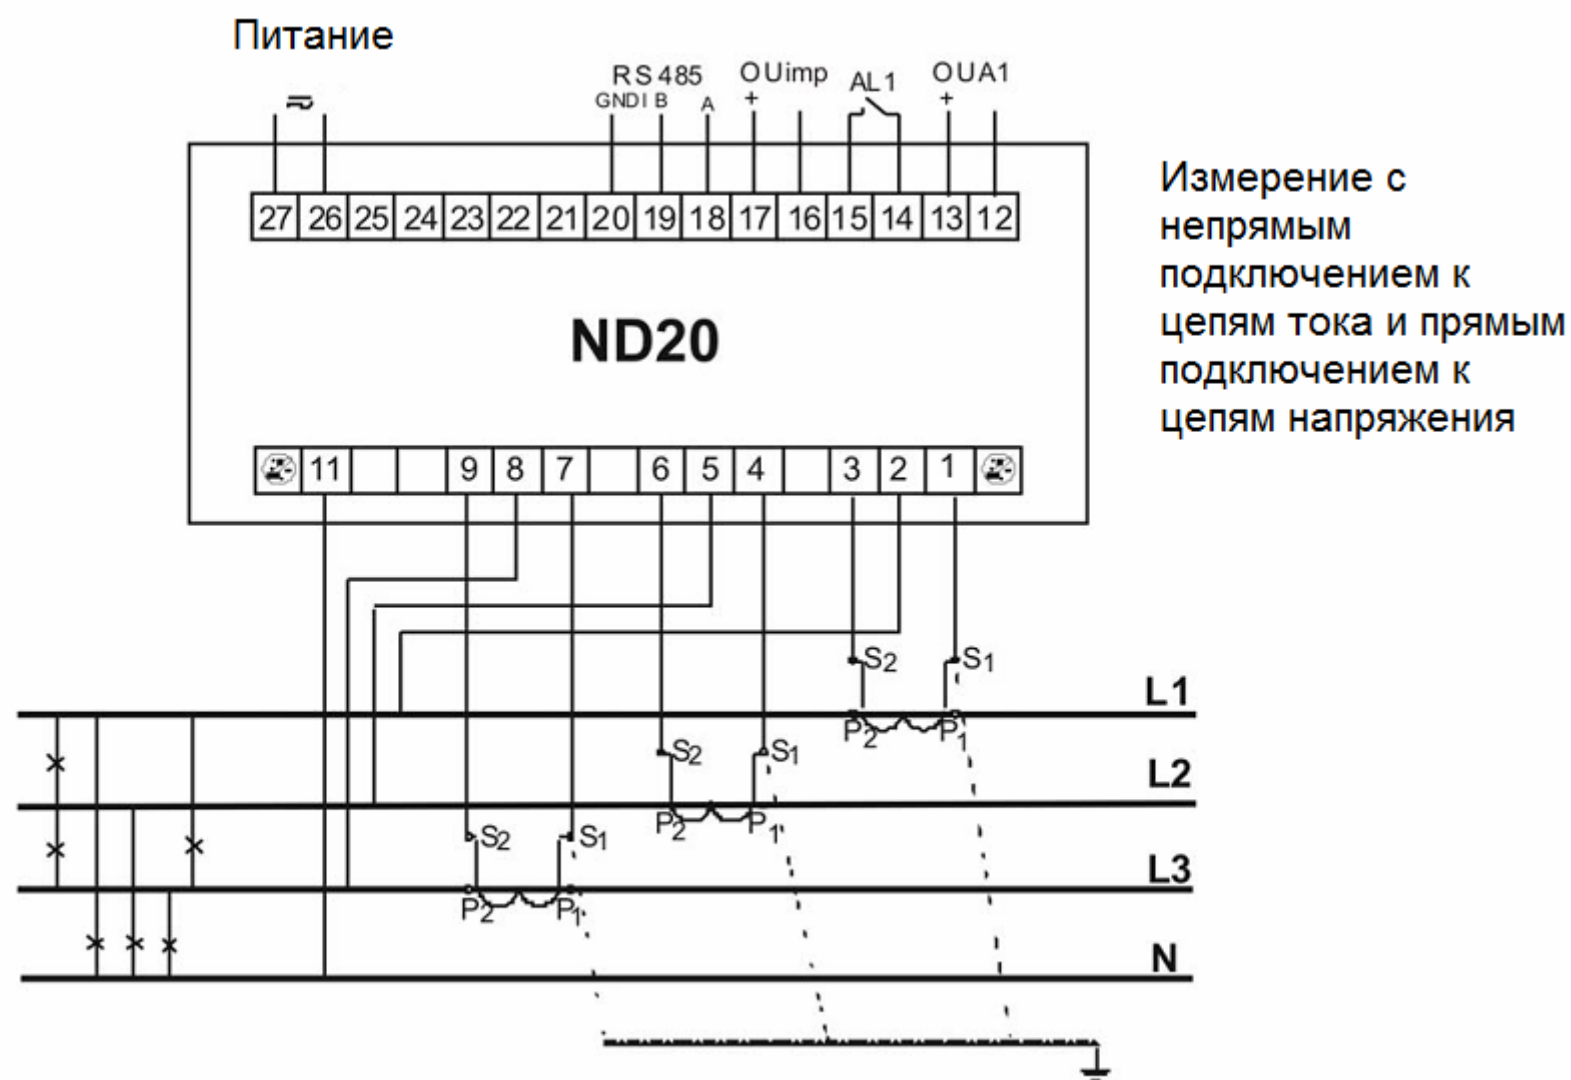 Питание
RS485 OUimp AL1 OUA1
GNDI B A + +
27 26 25 24 23 22 21 20 19 18 17 16 15 14 13 12
Измерение с
непрямым
подключением к
цепям тока и прямым
подключением к
цепям напряжения
ND20
11 9 8 7 6 5 4 3 2 1
S2 S1
L1
P2 P1
S2 S1
L2
P2 P1
S2 S1
L3
P2 P1
N